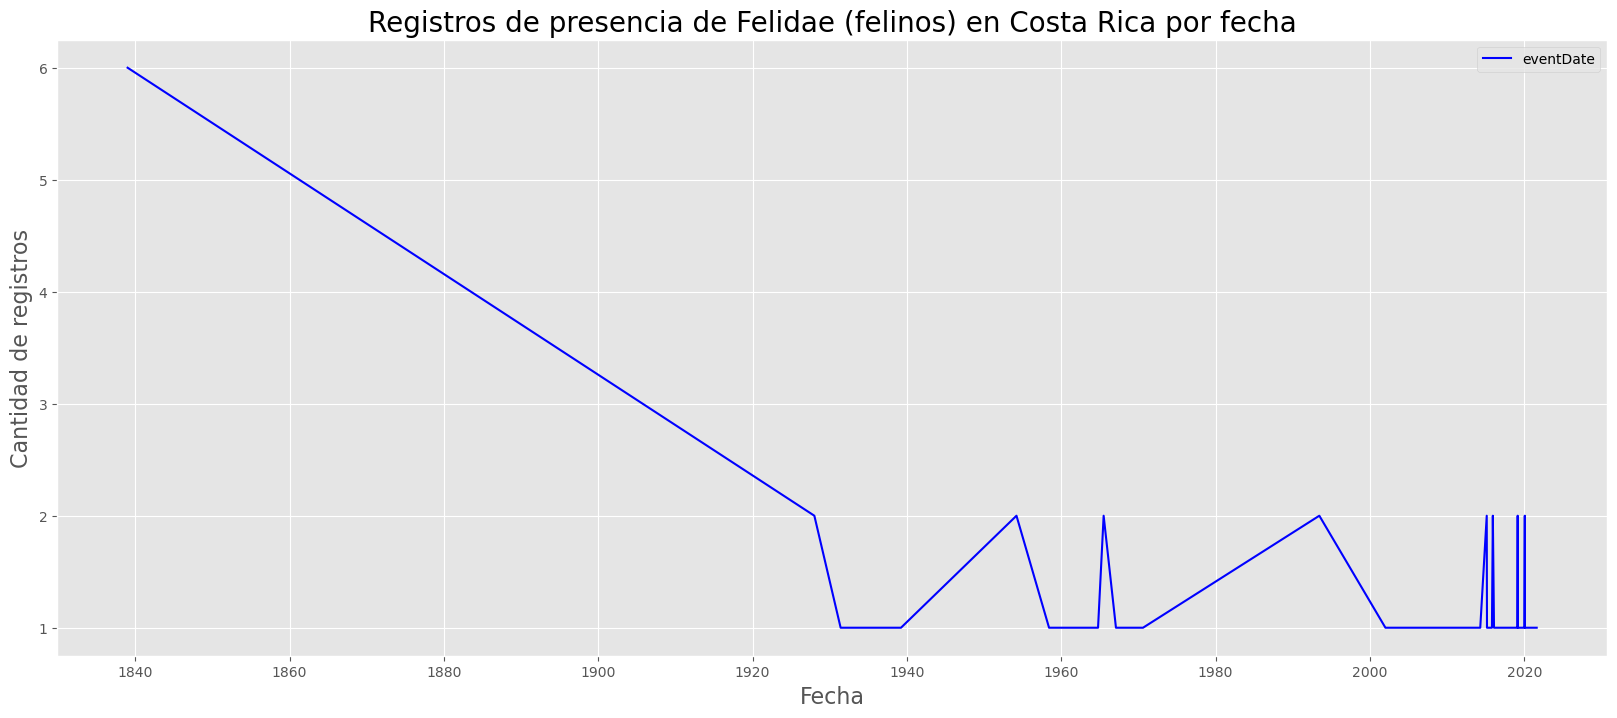 Registros de presencia de Felidae (felinos) en Costa Rica por fecha
eventDate
6
5
4
3
2
1
Cantidad de registros
1840 1860 1880 1900 1920 1940 1960 1980 2000 2020
Fecha